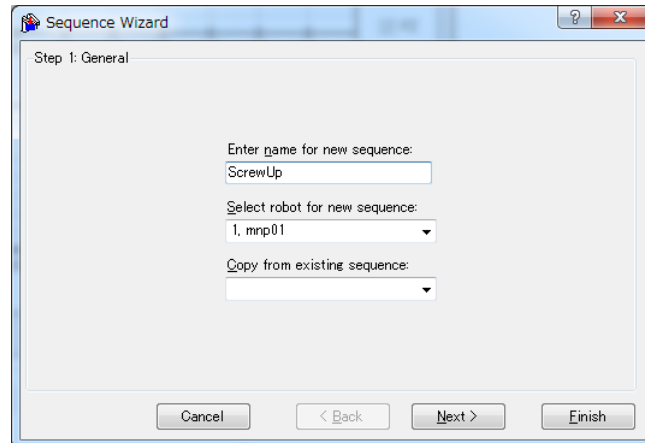 Sequence Wizard
?
Step 1: General
Enter name for new sequence:
ScrewUp
Select robot for new sequence:
1, mnp01
Copy from existing sequence:
Cancel
< Back
Next >
Finish